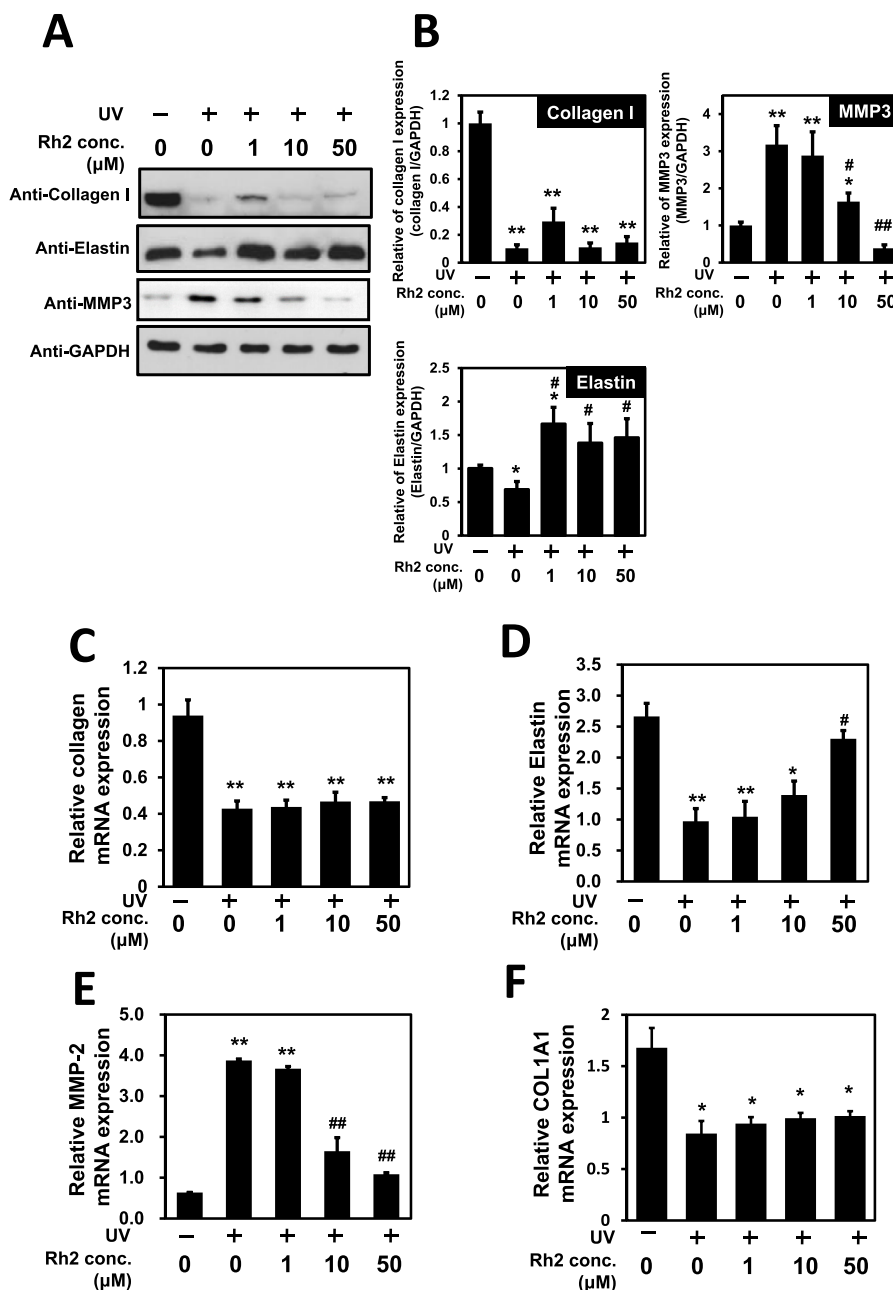 A
UV – + + + +
Rh2 conc. (µM) 0 0 1 10 50
Anti-Collagen I
Anti-Elastin
Anti-MMP3
Anti-GAPDH
B
Relative of collagen I expression
(collagen I/GAPDH)
1.2
1
0.8
0.6
0.4
0.2
0
Collagen I
** ** ** **
UV – + + + +
Rh2 conc. (µM) 0 0 1 10 50
Relative of MMP3 expression
(MMP3/GAPDH)
5
4
3
2
1
0
MMP3
** ** # * ##
UV – + + + +
Rh2 conc. (µM) 0 0 1 10 50
Relative of Elastin expression
(Elastin/GAPDH)
2.5
2
1.5
1
0.5
0
Elastin
* # * # #
UV – + + + +
Rh2 conc. (µM) 0 0 1 10 50
C
Relative collagen
mRNA expression
1.2
1
0.8
0.6
0.4
0.2
0
** ** ** **
UV – + + + +
Rh2 conc. (µM) 0 0 1 10 50
D
Relative Elastin
mRNA expression
3.5
3.0
2.5
2.0
1.5
1.0
0.5
0.0
** ** * #
UV – + + + +
Rh2 conc. (µM) 0 0 1 10 50
E
Relative MMP-2
mRNA expression
5.0
4.0
3.0
2.0
1.0
0.0
** ** ## ##
UV – + + + +
Rh2 conc. (µM) 0 0 1 10 50
F
Relative COL1A1
mRNA expression
2
1.5
1
0.5
0
* * * *
UV – + + + +
Rh2 conc. (µM) 0 0 1 10 50